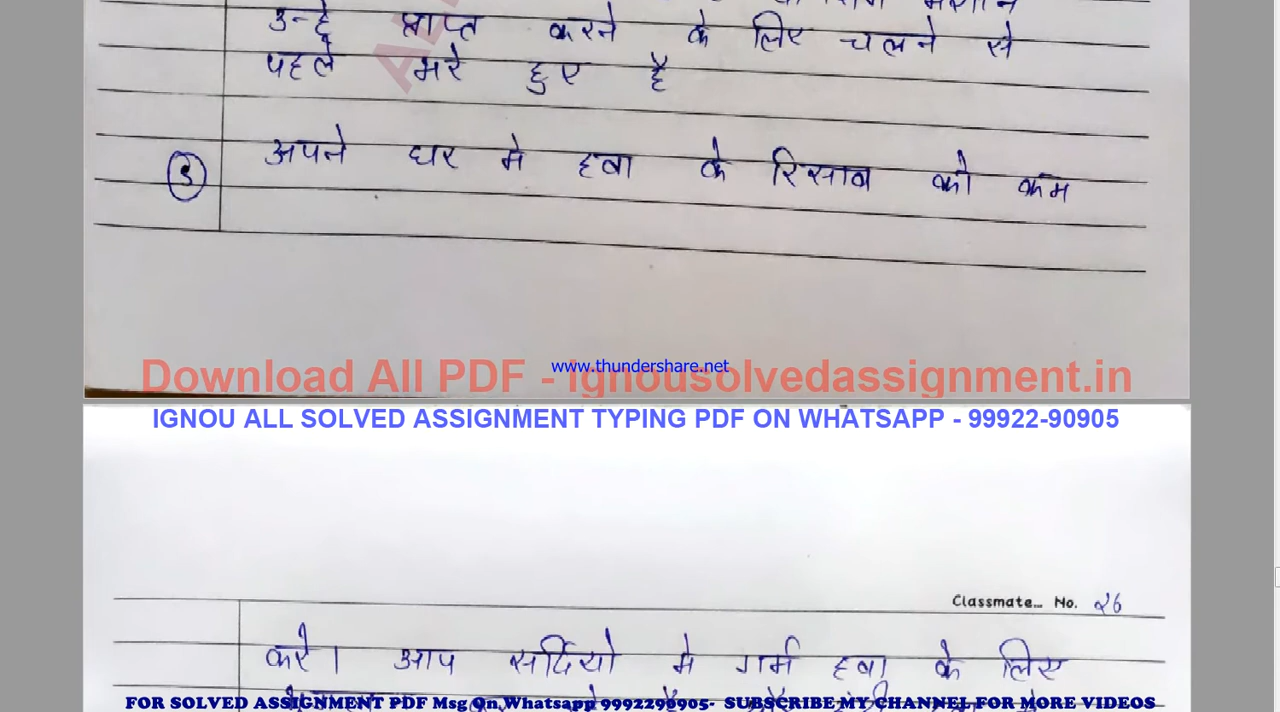 उन्हे प्राप्त करने के लिए चलने से
पहले भरे हुए है
③ अपने घर मे हवा के रिसाव को कम
www.thundershare.net
Download All PDF - ignousolvedassignment.in
IGNOU ALL SOLVED ASSIGNMENT TYPING PDF ON WHATSAPP - 99922-90905
Classmate... No. २६
करे। आप सर्दियो मे गर्म हवा के लिए
FOR SOLVED ASSIGNMENT PDF Msg On Whatsapp 9992290905- SUBSCRIBE MY CHANNEL FOR MORE VIDEOS